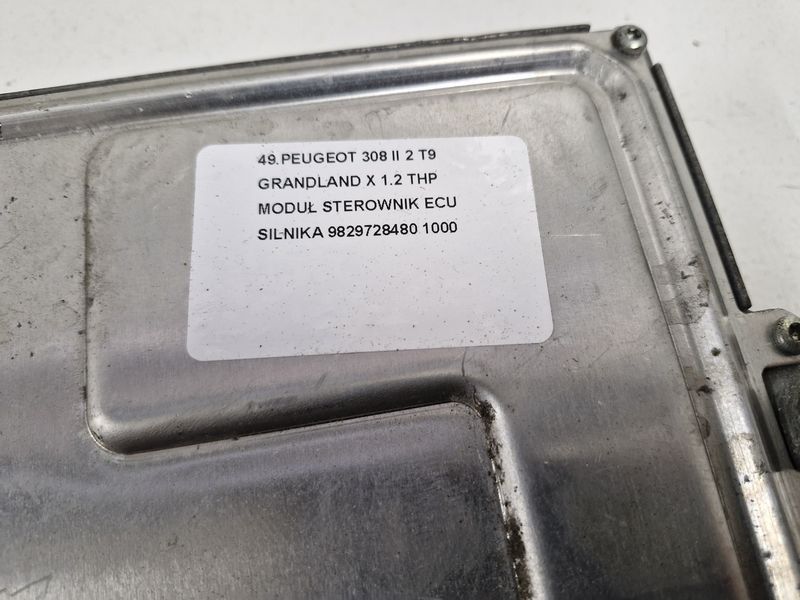 49.PEUGEOT 308 II 2 T9
GRANDLAND X 1.2 THP
MODUŁ STEROWNIK ECU
SILNIKA 9829728480 1000